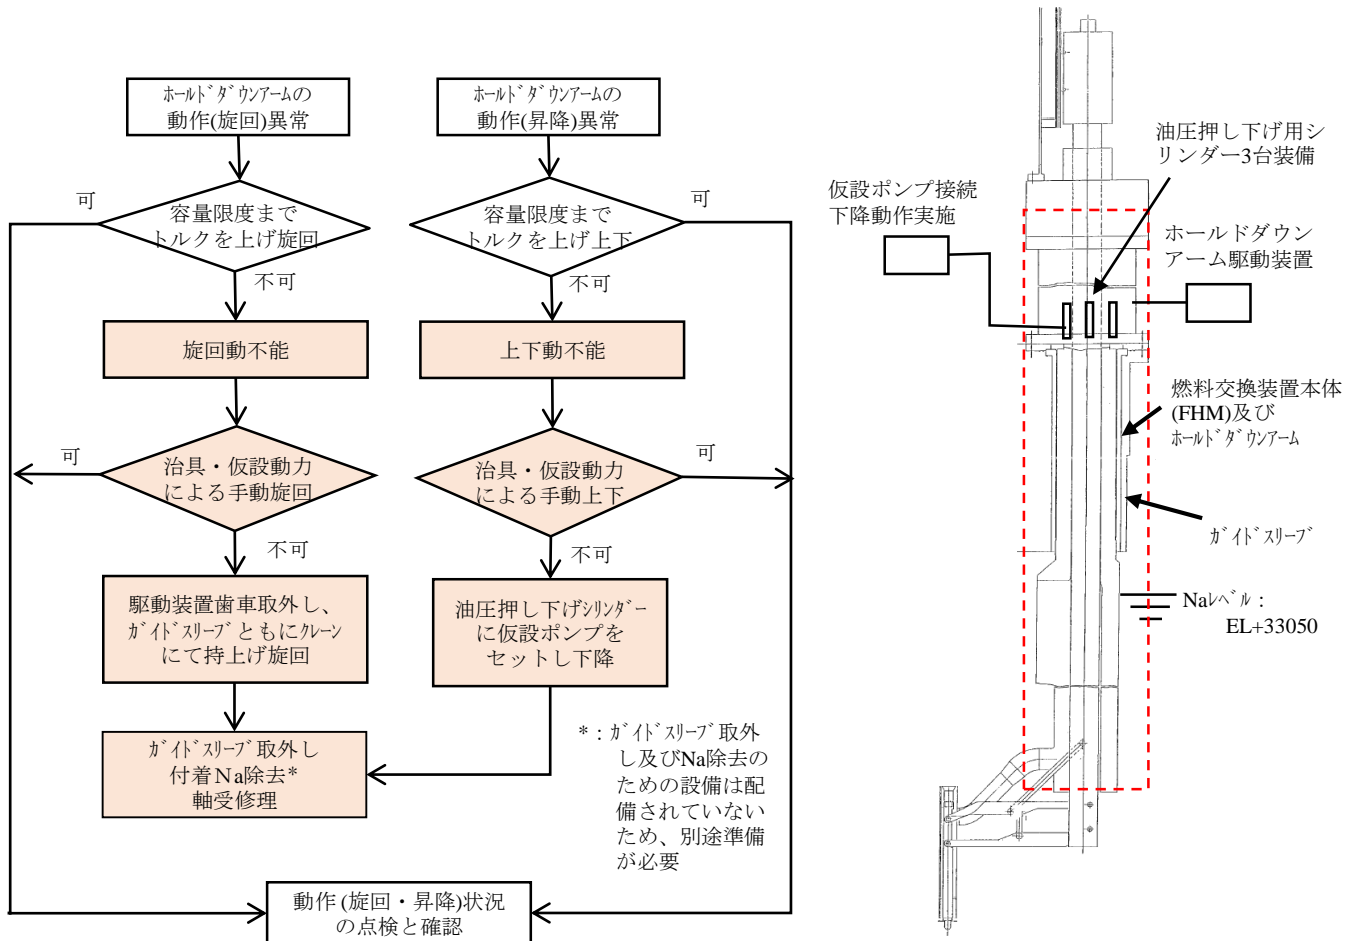 ﾎｰﾙﾄﾞﾀﾞｳﾝｱｰﾑの
動作(旋回)異常
可
容量限度まで
トルクを上げ旋回
不可
旋回動不能
可
治具・仮設動力
による手動旋回
不可
駆動装置歯車取外し、
ｶﾞｲﾄﾞｽﾘｰﾌﾞともにｸﾚｰﾝ
にて持上げ旋回
ｶﾞｲﾄﾞｽﾘｰﾌﾞ取外し
付着Ｎa除去*
軸受修理
ﾎｰﾙﾄﾞﾀﾞｳﾝｱｰﾑの
動作(昇降)異常
可
容量限度まで
トルクを上げ上下
不可
上下動不能
可
治具・仮設動力
による手動上下
不可
油圧押し下げｼﾘﾝﾀﾞｰ
に仮設ポンプを
セットし下降
*：ｶﾞｲﾄﾞｽﾘｰﾌﾞ取外
し及びNa除去の
ための設備は配
備されていない
ため、別途準備
が必要
動作(旋回・昇降)状況
の点検と確認
油圧押し下げ用シ
リンダー3台装備
仮設ポンプ接続
下降動作実施
ホールドダウン
アーム駆動装置
燃料交換装置本体
(FHM)及び
ﾎｰﾙﾄﾞﾀﾞｳﾝｱｰﾑ
ｶﾞｲﾄﾞｽﾘｰﾌﾞ
Naﾚﾍﾞﾙ：
EL+33050